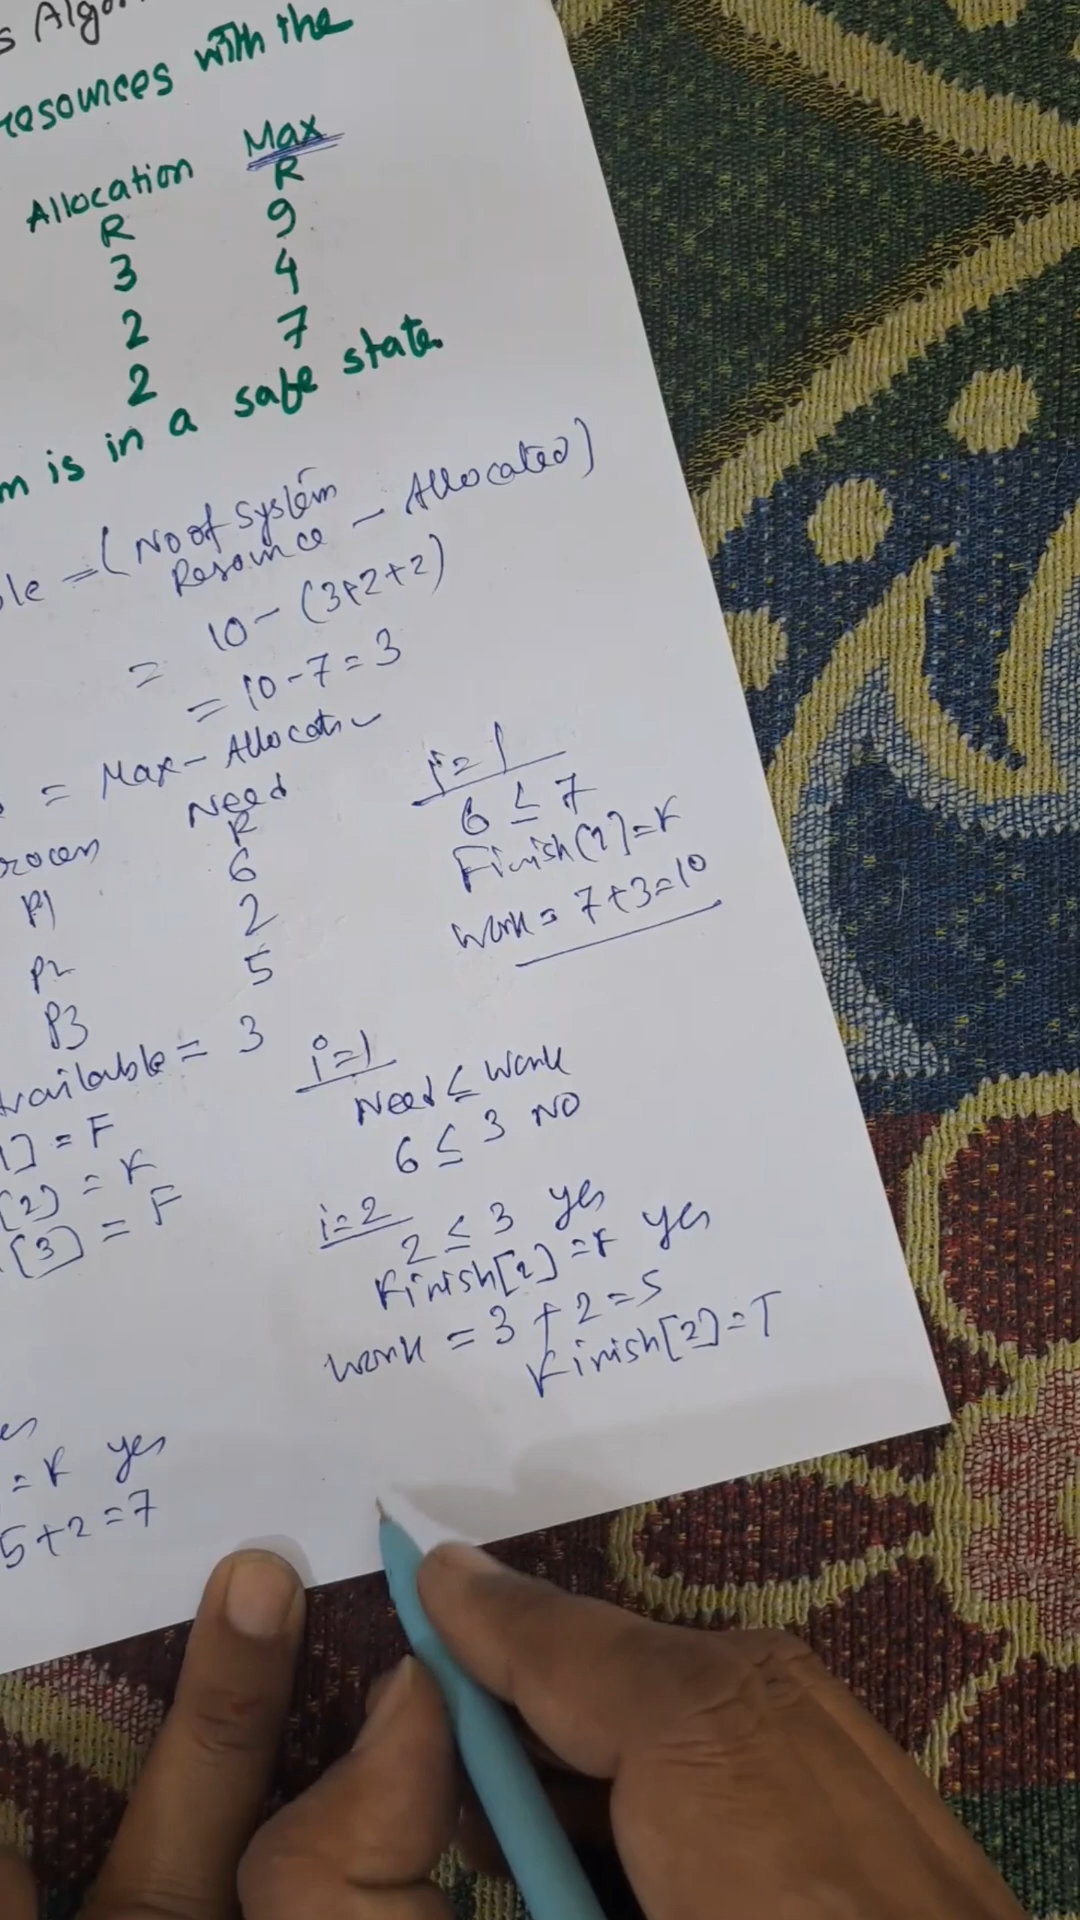 s Algo
resources with the
Allocation Max
R R
3 9
2 4
2 7
m is in a safe state.
ble = (No of System
Resource - Allocated)
= 10 - (3+2+2)
= 10 - 7 = 3
= Max - Allocation
Need
R
P1 6
P2 2
P3 5
Available = 3
1] = F
[2] = F
[3] = F
i=1
6 ≤ 7
Finish[1]=F
Work = 7+3=10
i=1
Need ≤ Work
6 ≤ 3 NO
i=2
2 ≤ 3 yes
Finish[2]=F yes
Work = 3 + 2 = 5
Finish[2]=T
= F yes
5+2=7